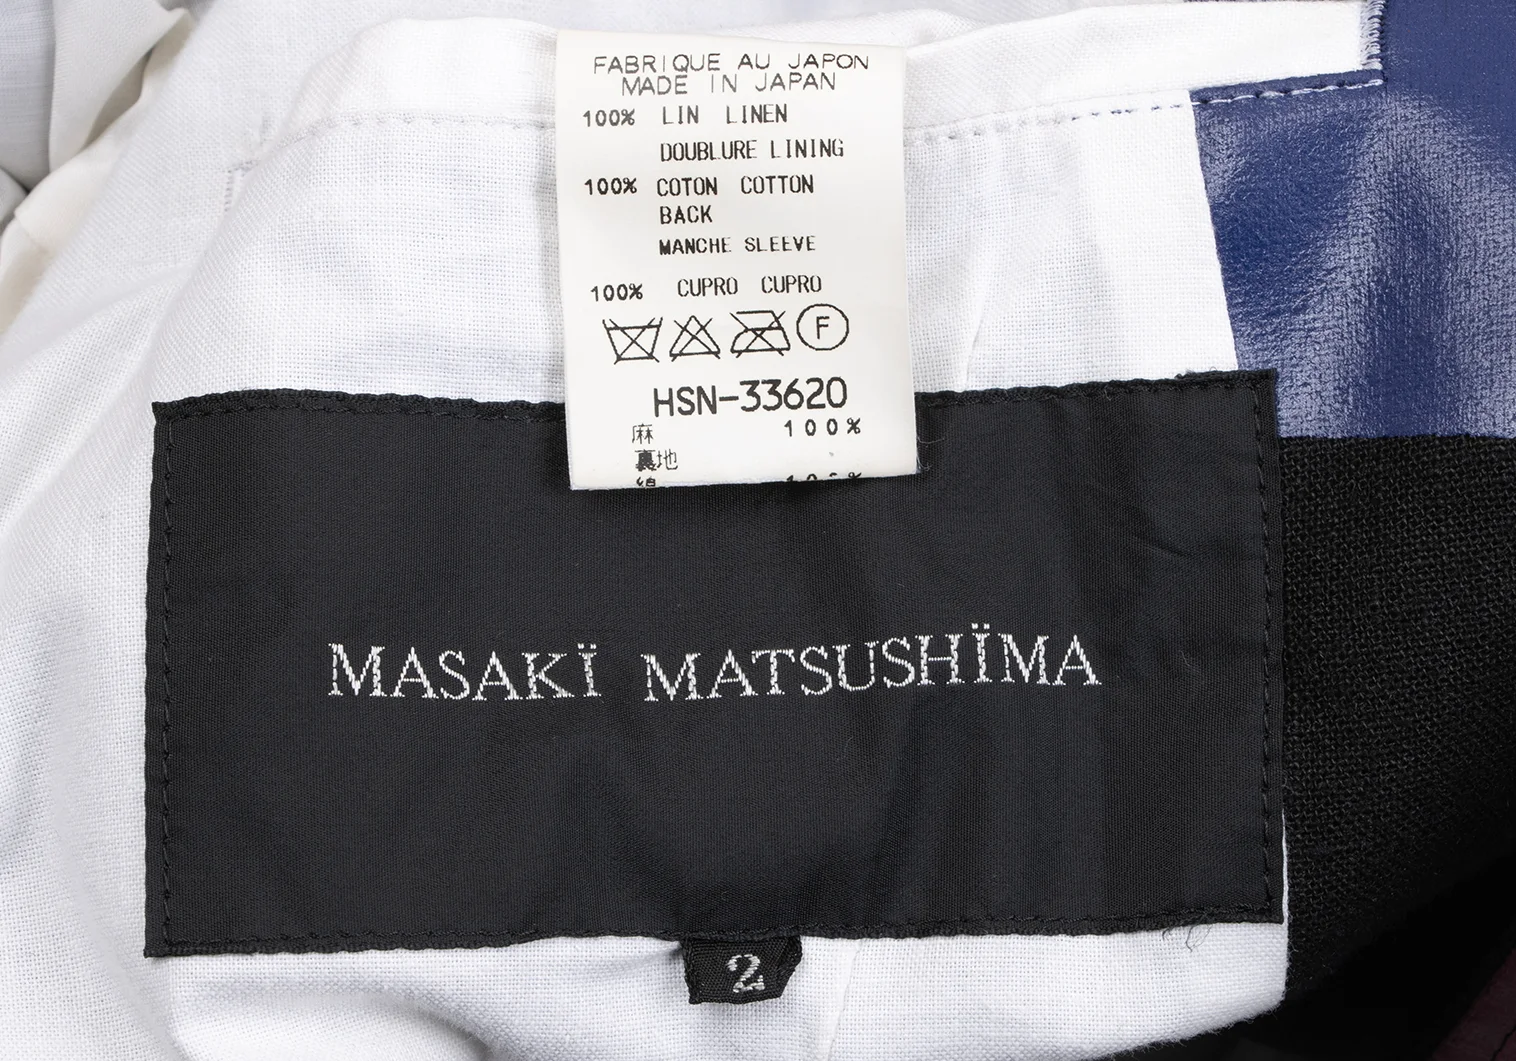 FABRIQUE AU JAPON
MADE IN JAPAN
100% LIN LINEN
DOUBLURE LINING
100% COTON COTTON
BACK
MANCHE SLEEVE
100% CUPRO CUPRO
F
HSN-33620
麻 100%
裏地
MASAKÏ MATSUSHÏMA
2